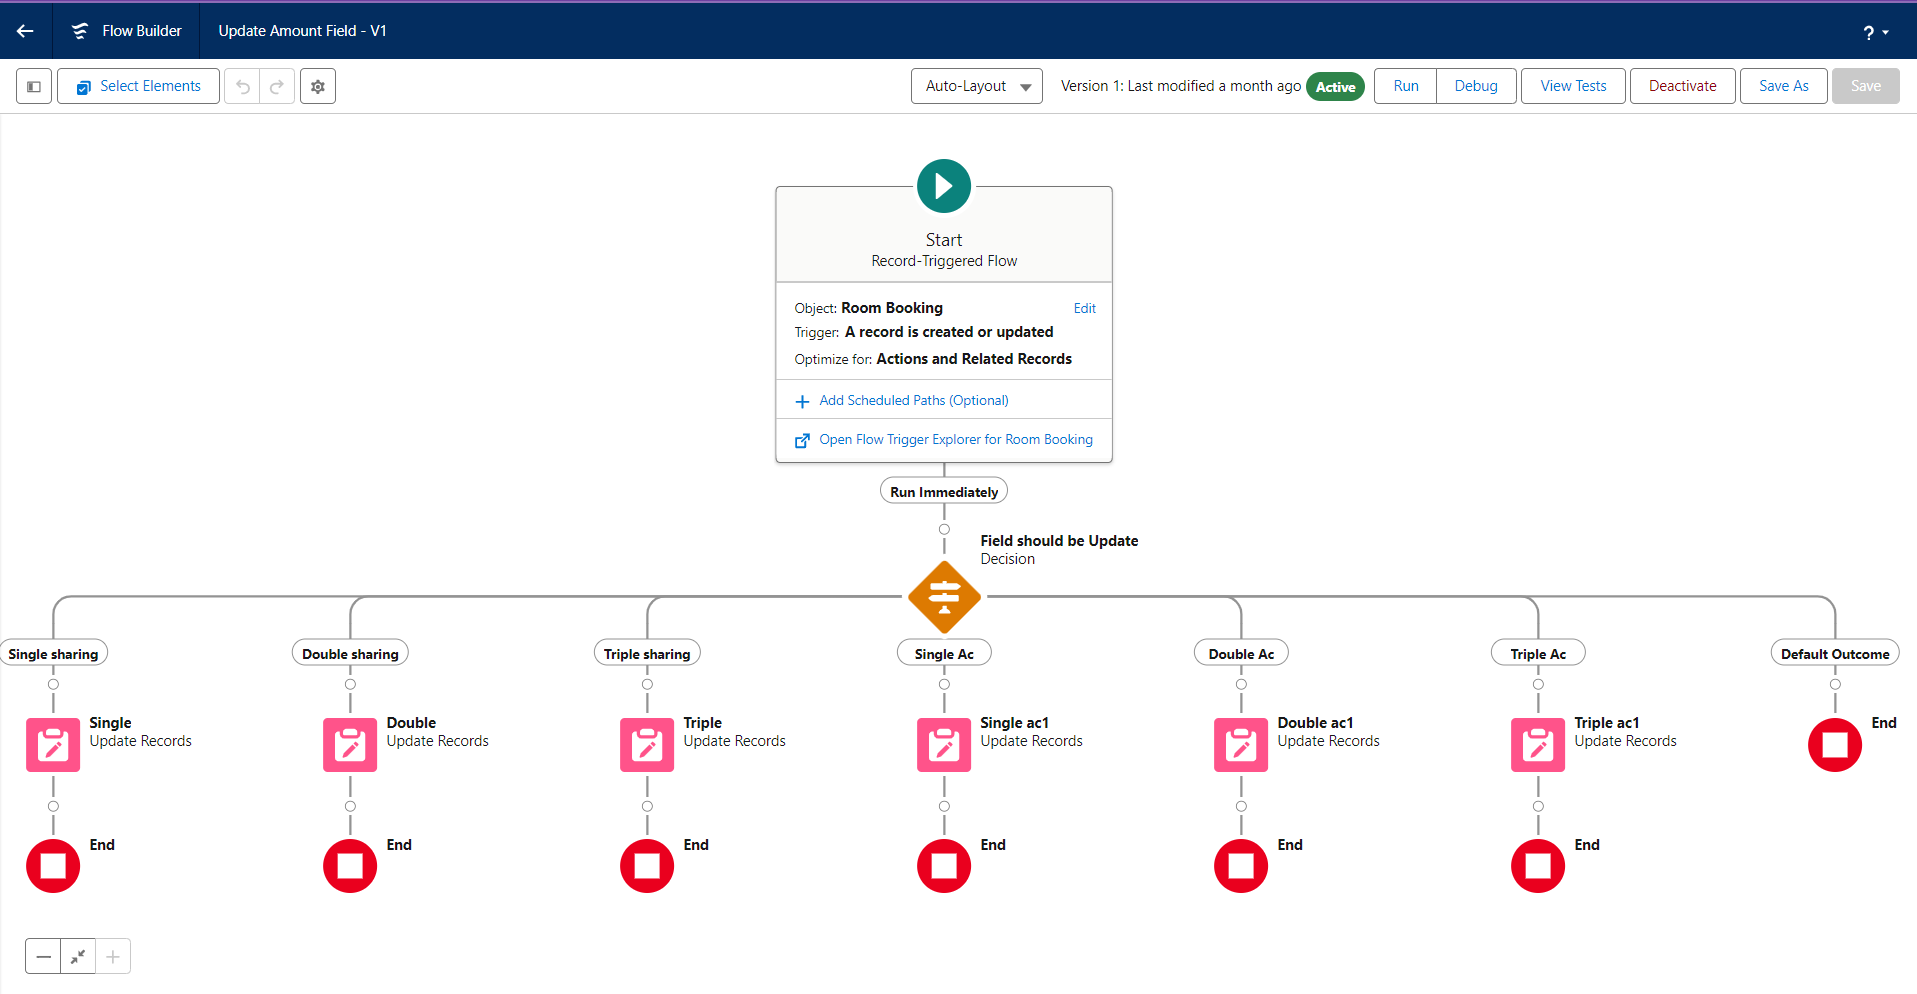 Flow Builder
Update Amount Field - V1
?
Select Elements
Auto-Layout
Version 1: Last modified a month ago
Active
Run
Debug
View Tests
Deactivate
Save As
Save
Start
Record-Triggered Flow
Object: Room Booking
Edit
Trigger: A record is created or updated
Optimize for: Actions and Related Records
Add Scheduled Paths (Optional)
Open Flow Trigger Explorer for Room Booking
Run Immediately
Field should be Update
Decision
Single sharing
Double sharing
Triple sharing
Single Ac
Double Ac
Triple Ac
Default Outcome
Single
Update Records
Double
Update Records
Triple
Update Records
Single ac1
Update Records
Double ac1
Update Records
Triple ac1
Update Records
End
End
End
End
End
End
End